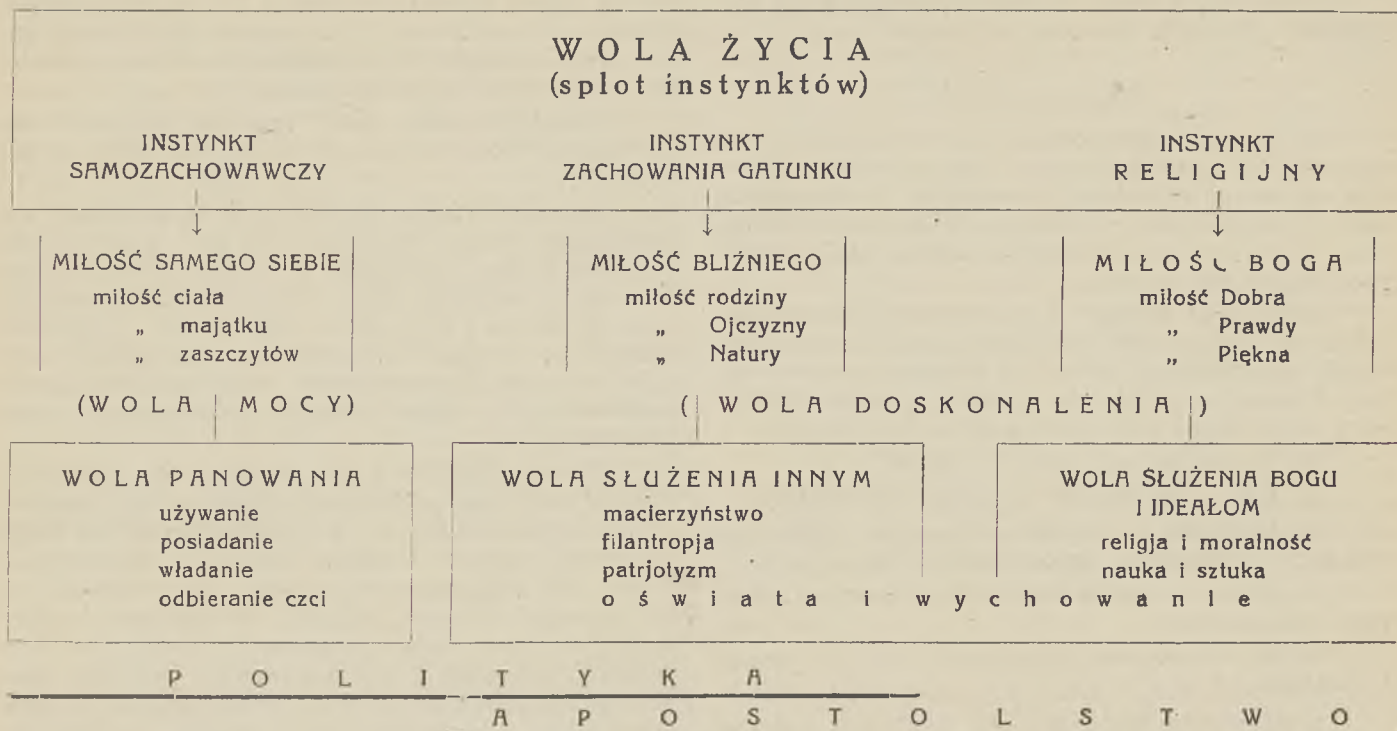 WOLA ŻYCIA
(splot instynktów)
INSTYNKT
SAMOZACHOWAWCZY
INSTYNKT
ZACHOWANIA GATUNKU
INSTYNKT
RELIGIJNY
MIŁOŚĆ SAMEGO SIEBIE
miłość ciała
„ majątku
„ zaszczytów
MIŁOŚĆ BLIŹNIEGO
miłość rodziny
„ Ojczyzny
„ Natury
MIŁOŚĆ BOGA
miłość Dobra
„ Prawdy
„ Piękna
(WOLA MOCY)
(WOLA DOSKONALENIA)
WOLA PANOWANIA
używanie
posiadanie
władanie
odbieranie czci
WOLA SŁUŻENIA INNYM
macierzyństwo
filantropja
patrjotyzm
WOLA SŁUŻENIA BOGU
I IDEAŁOM
religja i moralność
nauka i sztuka
oświata i wychowanie
POLITYKA
APOSTOLSTWO